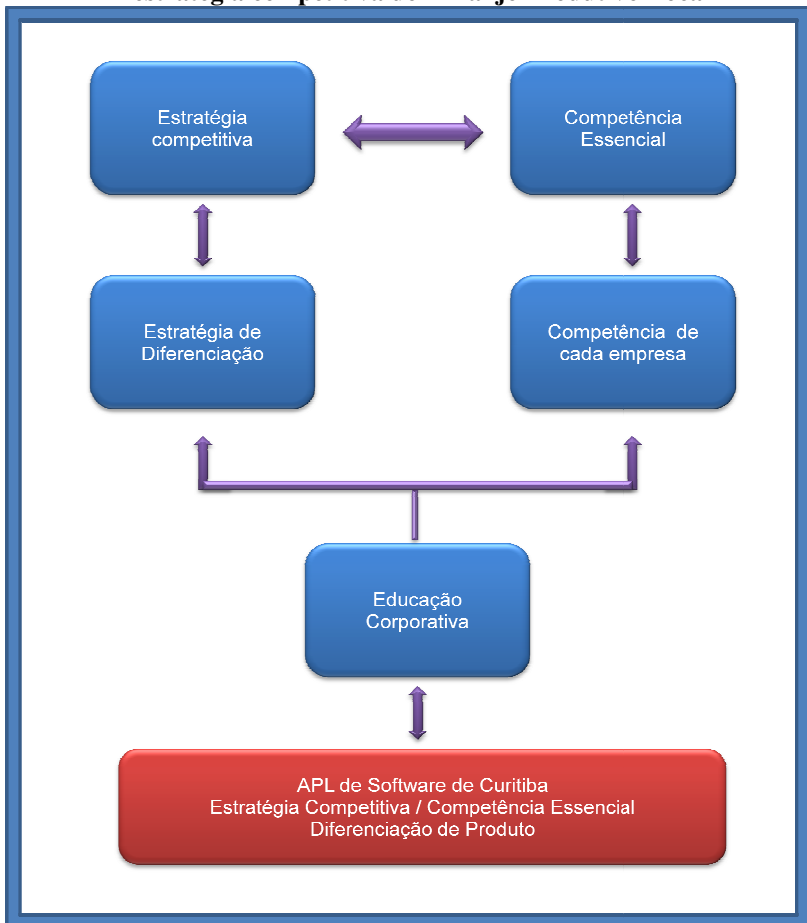 Estratégia
competitiva
Competência
Essencial
Estratégia de
Diferenciação
Competência de
cada empresa
Educação
Corporativa
APL de Software de Curitiba
Estratégia Competitiva / Competência Essencial
Diferenciação de Produto